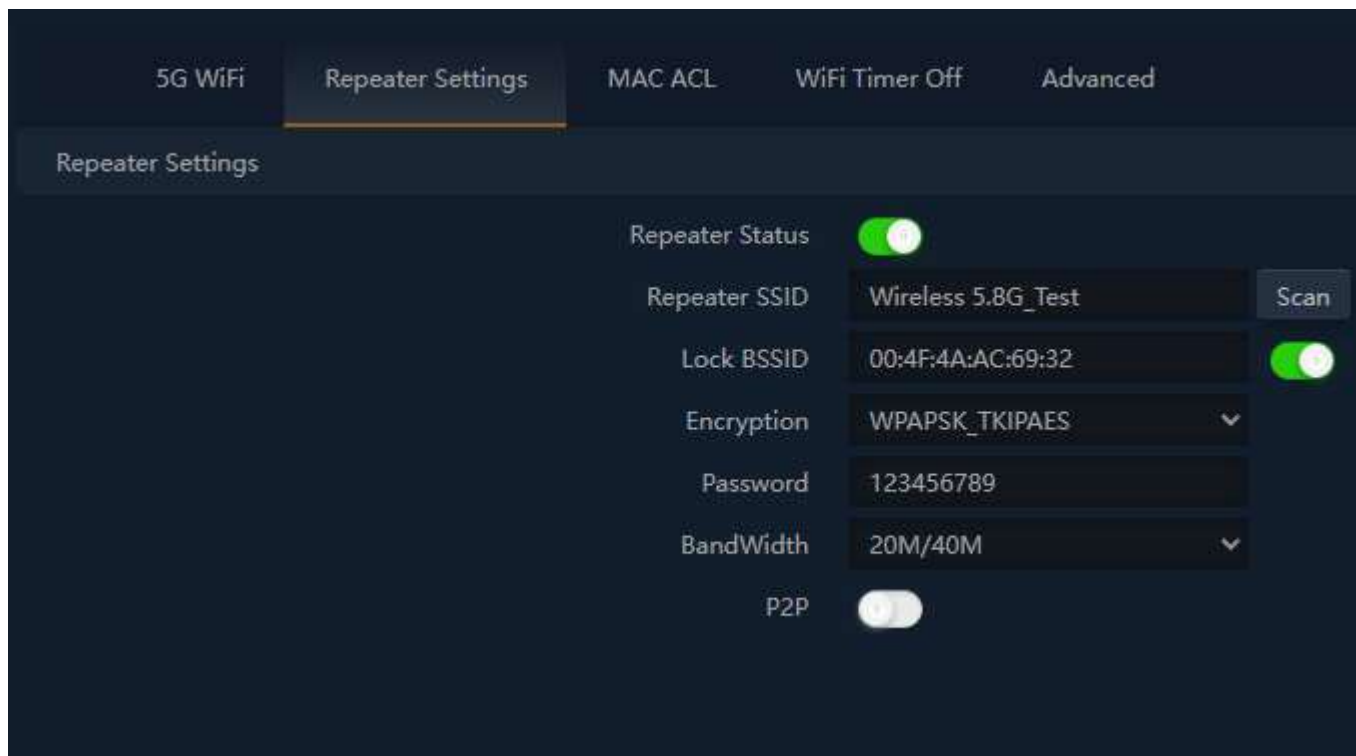 5G WiFi Repeater Settings MAC ACL WiFi Timer Off Advanced
Repeater Settings
Repeater Status
Repeater SSID Wireless 5.8G_Test Scan
Lock BSSID 00:4F:4A:AC:69:32
Encryption WPAPSK_TKIPAES
Password 123456789
BandWidth 20M/40M
P2P